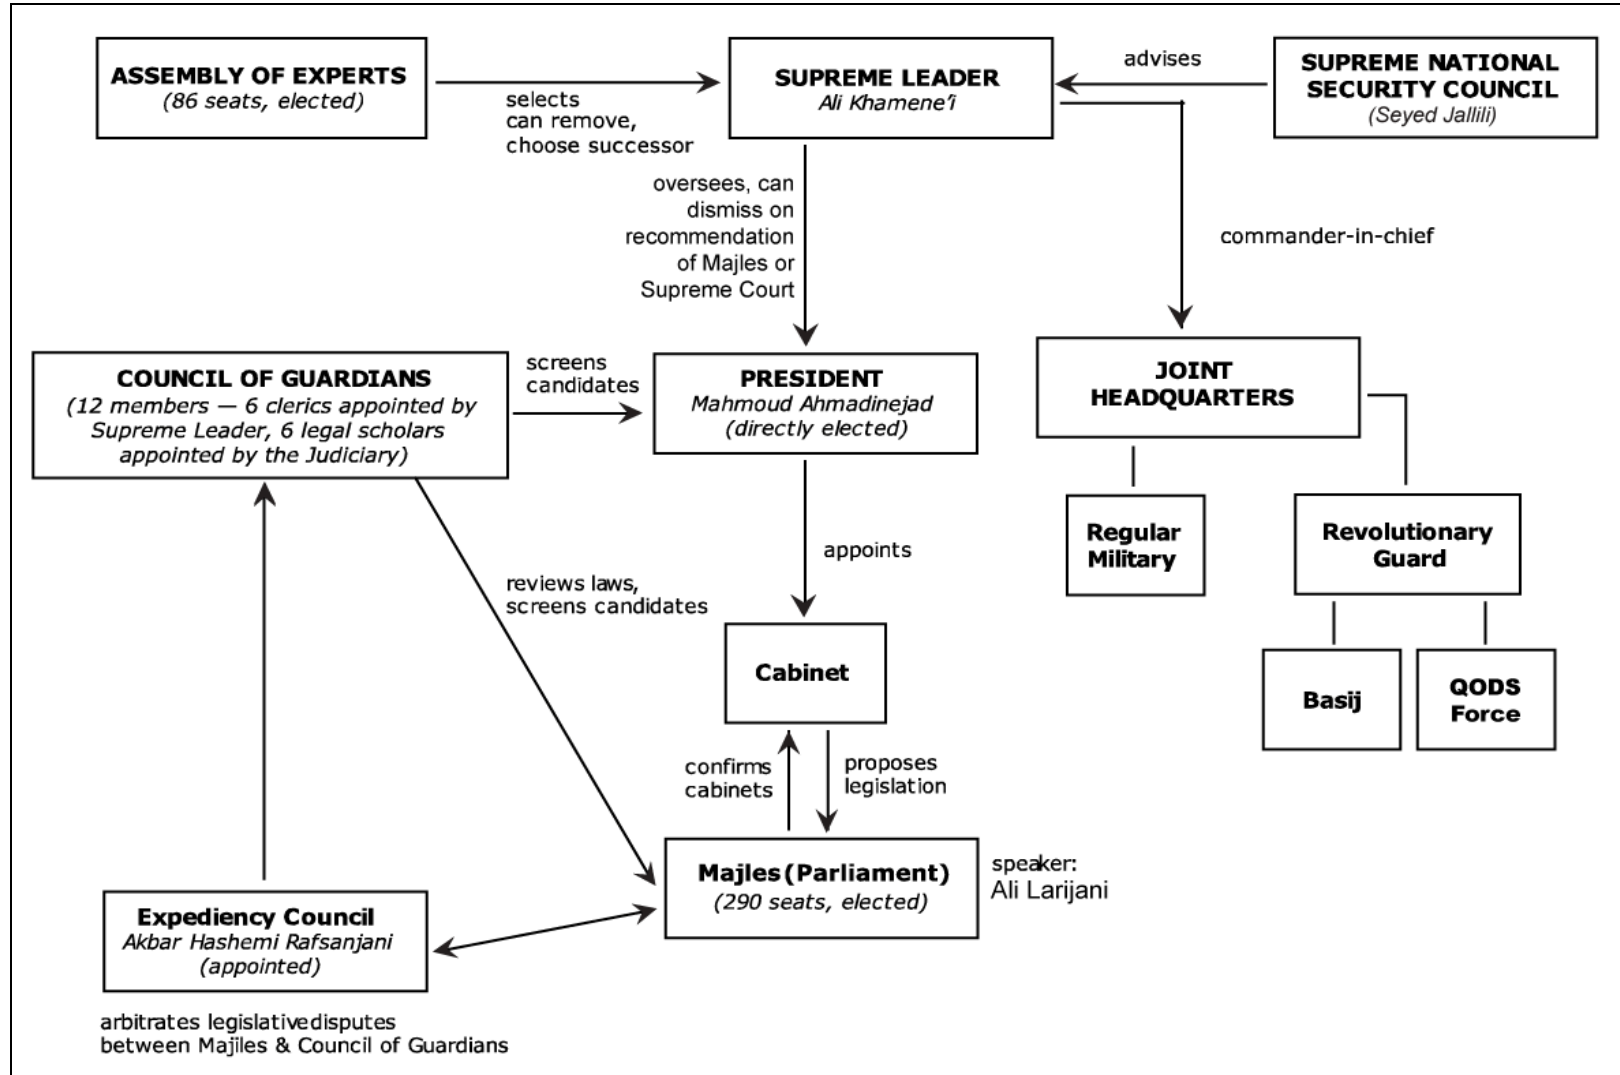 ASSEMBLY OF EXPERTS
(86 seats, elected)
selects
can remove,
choose successor
SUPREME LEADER
Ali Khamene’i
advises
SUPREME NATIONAL
SECURITY COUNCIL
(Seyed Jallili)
oversees, can
dismiss on
recommendation
of Majles or
Supreme Court
commander-in-chief
COUNCIL OF GUARDIANS
(12 members — 6 clerics appointed by
Supreme Leader, 6 legal scholars
appointed by the Judiciary)
screens
candidates
PRESIDENT
Mahmoud Ahmadinejad
(directly elected)
JOINT
HEADQUARTERS
Regular
Military
Revolutionary
Guard
appoints
reviews laws,
screens candidates
Cabinet
Basij
QODS
Force
confirms
cabinets
proposes
legislation
Majles (Parliament)
(290 seats, elected)
speaker:
Ali Larijani
Expediency Council
Akbar Hashemi Rafsanjani
(appointed)
arbitrates legislative disputes
between Majiles & Council of Guardians